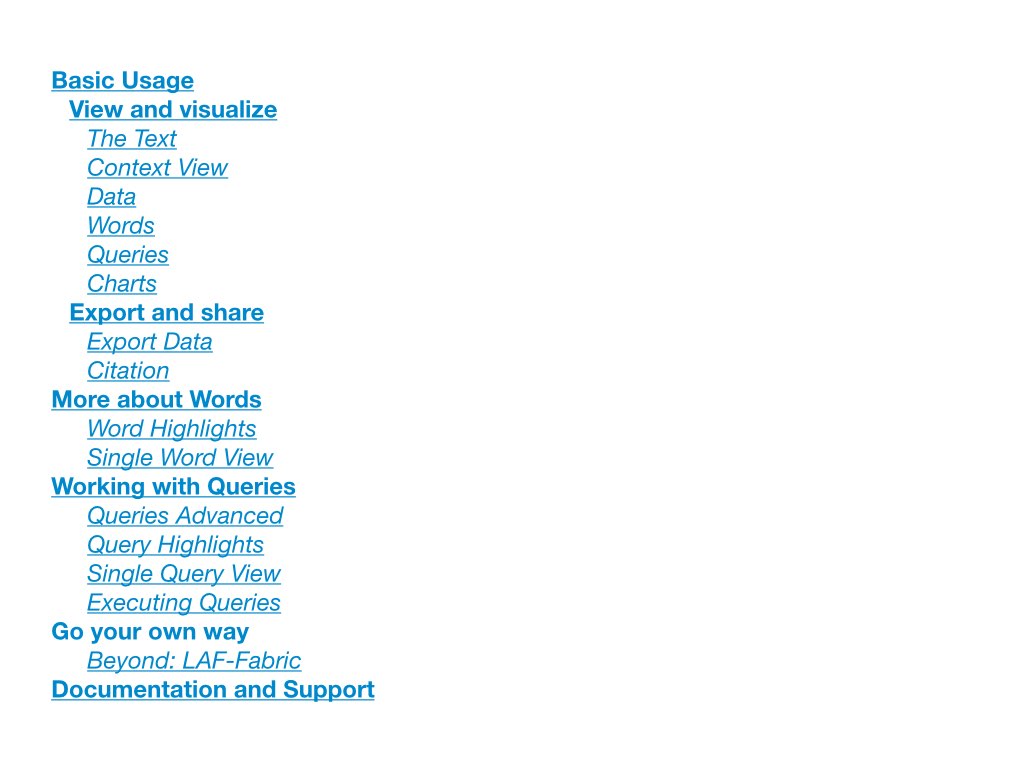 Basic Usage
View and visualize
The Text
Context View
Data
Words
Queries
Charts
Export and share
Export Data
Citation
More about Words
Word Highlights
Single Word View
Working with Queries
Queries Advanced
Query Highlights
Single Query View
Executing Queries
Go your own way
Beyond: LAF-Fabric
Documentation and Support